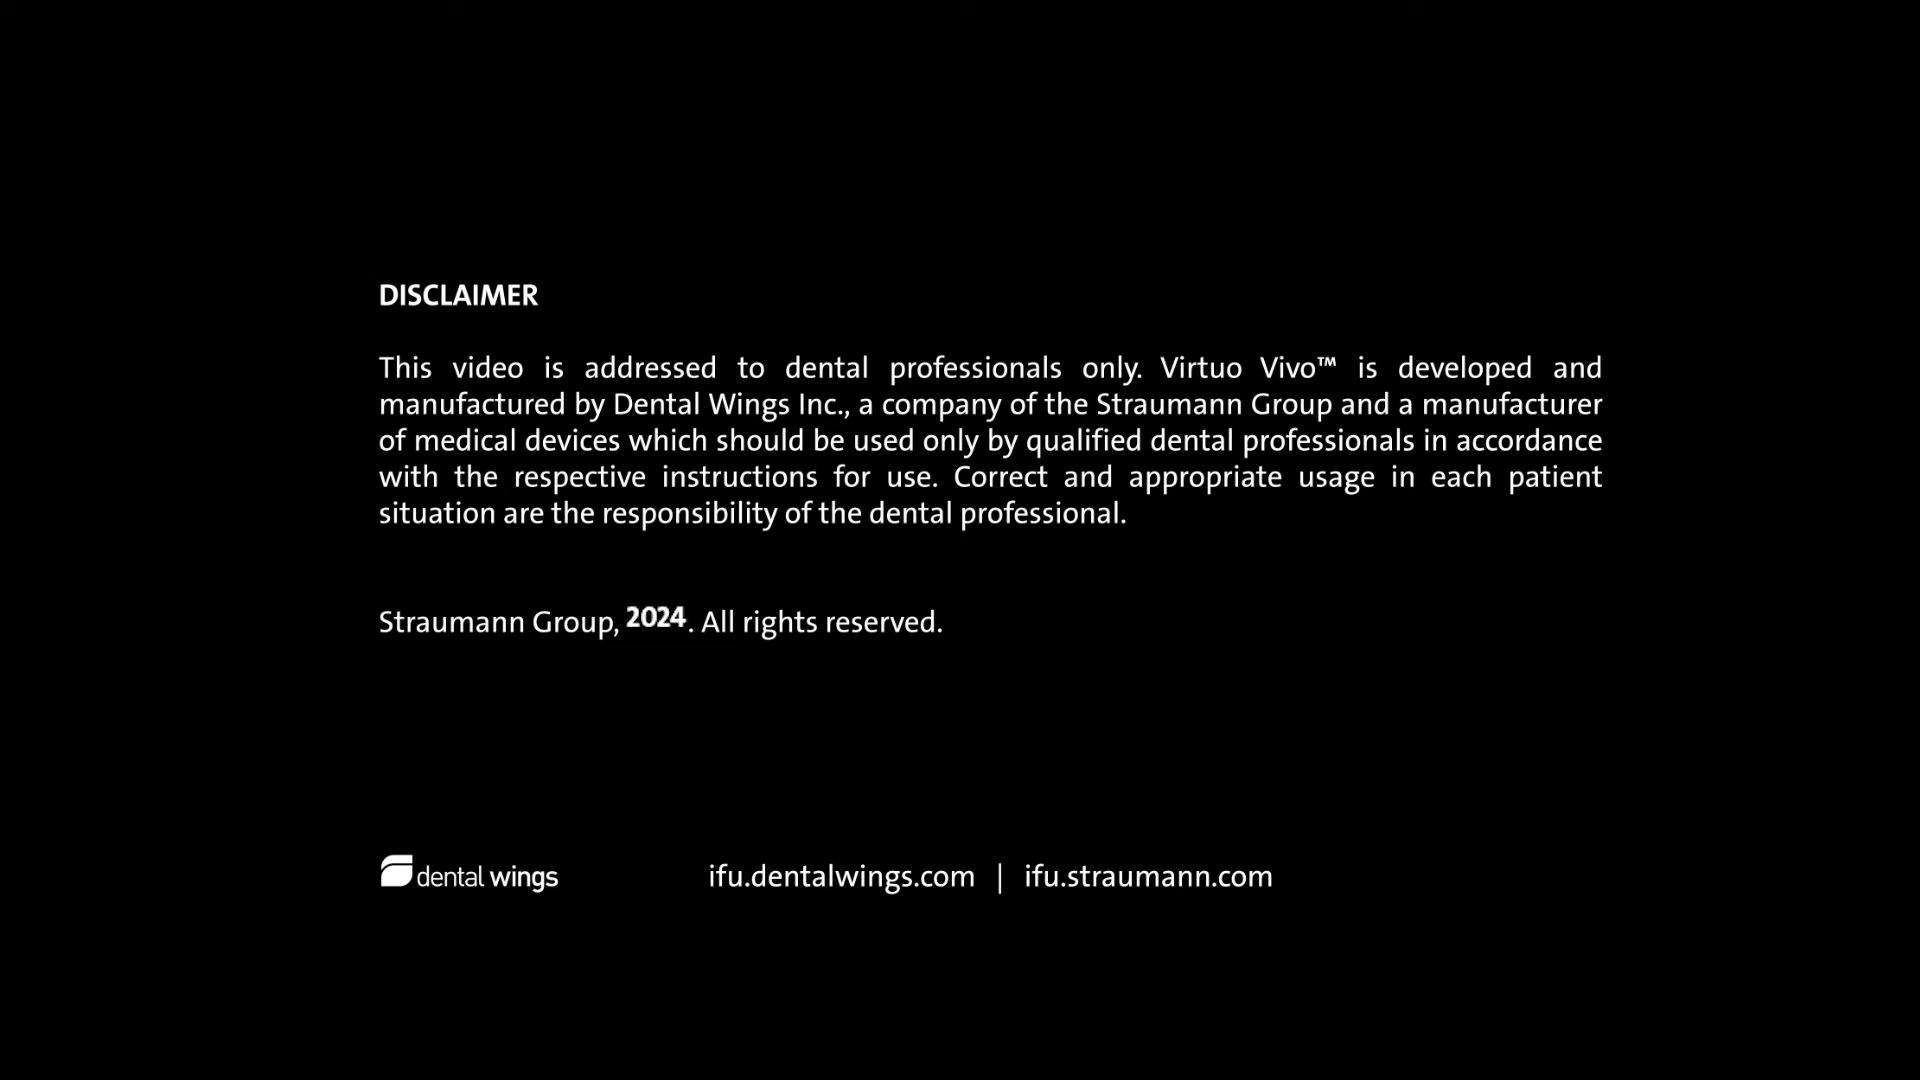 DISCLAIMER
This video is addressed to dental professionals only. Virtuo Vivo™ is developed and
manufactured by Dental Wings Inc., a company of the Straumann Group and a manufacturer
of medical devices which should be used only by qualified dental professionals in accordance
with the respective instructions for use. Correct and appropriate usage in each patient
situation are the responsibility of the dental professional.
Straumann Group, 2024. All rights reserved.
dental wings ifu.dentalwings.com | ifu.straumann.com